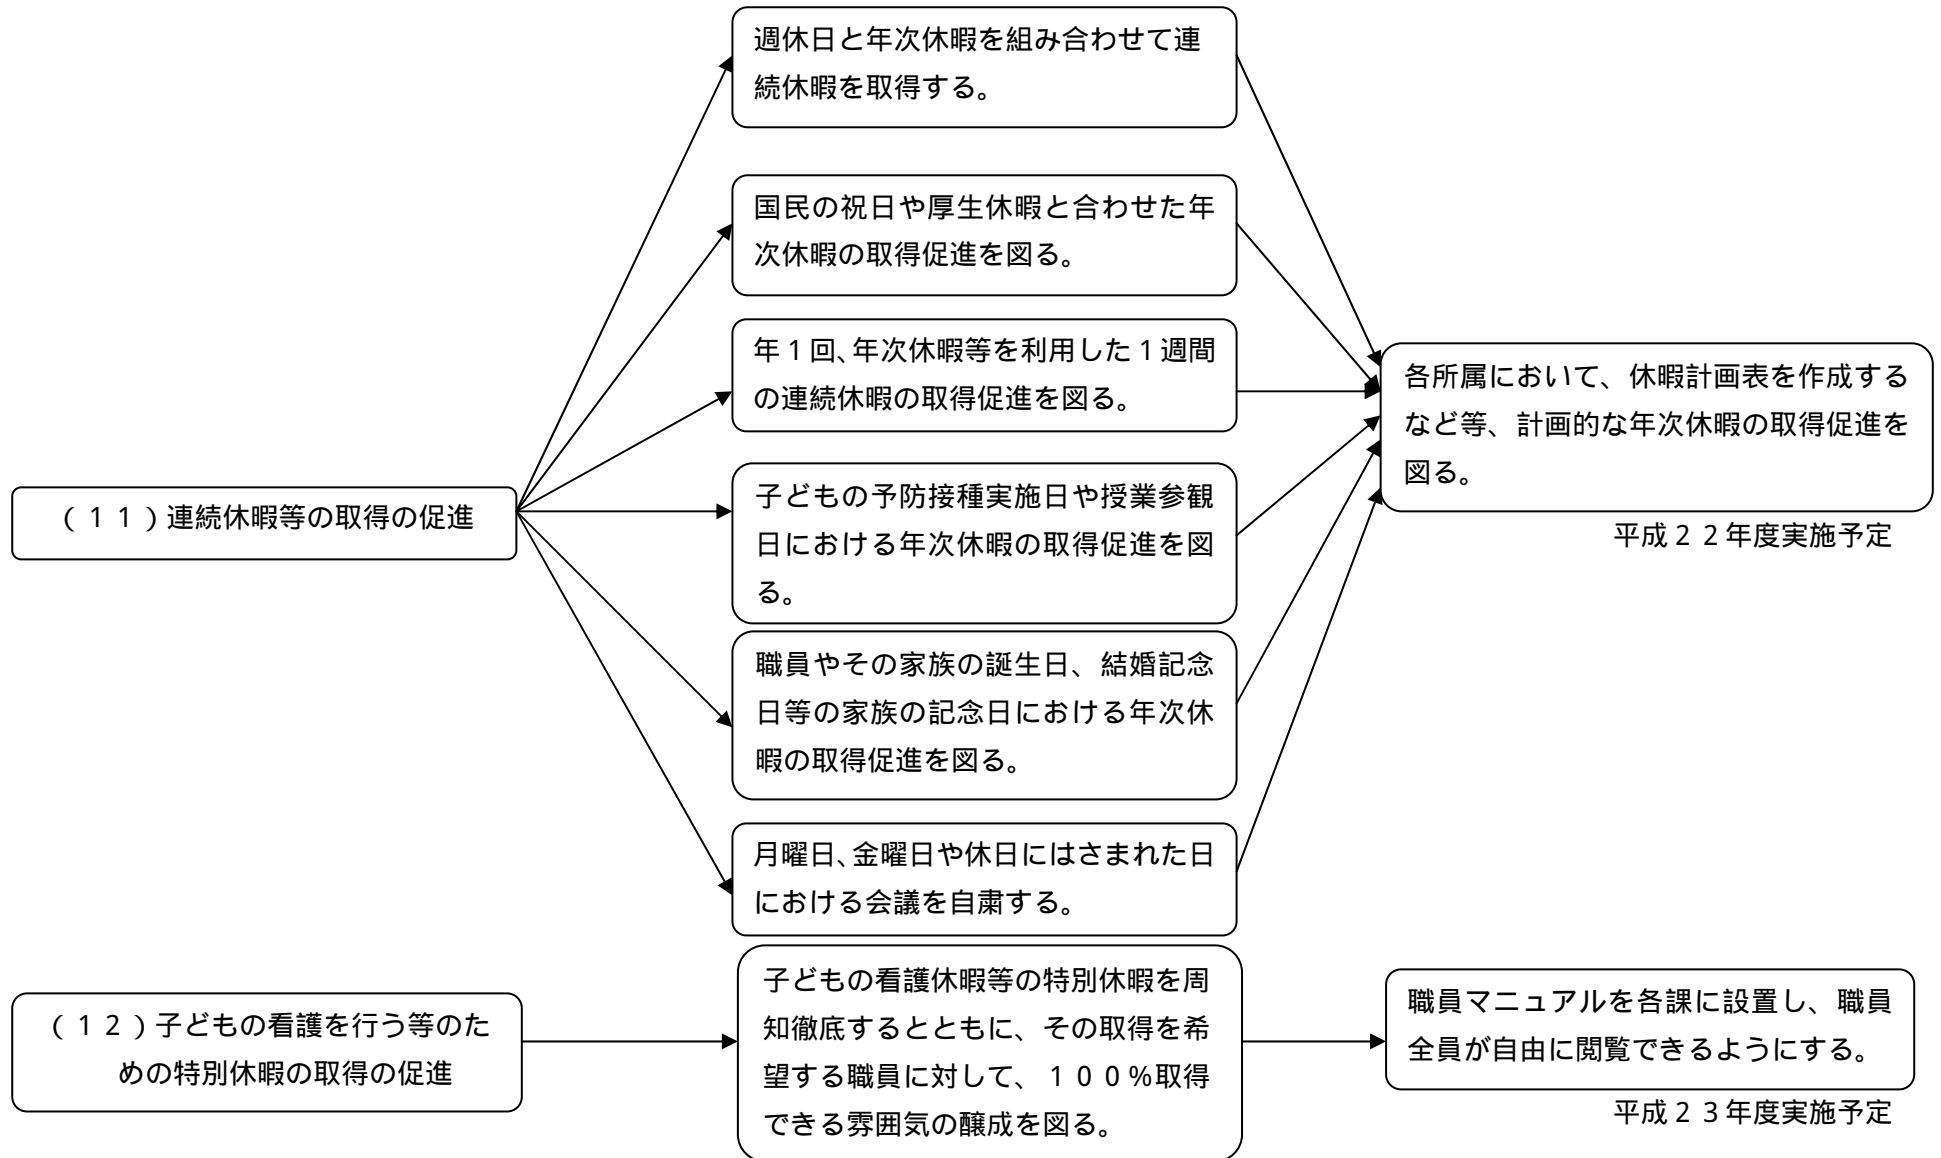 週休日と年次休暇を組み合わせて連
続休暇を取得する。
国民の祝日や厚生休暇と合わせた年
次休暇の取得促進を図る。
年1回、年次休暇等を利用した1週間
の連続休暇の取得促進を図る。
各所属において、休暇計画表を作成する
など等、計画的な年次休暇の取得促進を
図る。
平成22年度実施予定
(11)連続休暇等の取得の促進
子どもの予防接種実施日や授業参観
日における年次休暇の取得促進を図
る。
職員やその家族の誕生日、結婚記念
日等の家族の記念日における年次休
暇の取得促進を図る。
月曜日、金曜日や休日にはさまれた日
における会議を自粛する。
(12)子どもの看護を行う等のた
めの特別休暇の取得の促進
子どもの看護休暇等の特別休暇を周
知徹底するとともに、その取得を希
望する職員に対して、100%取得
できる雰囲気の醸成を図る。
職員マニュアルを各課に設置し、職員
全員が自由に閲覧できるようにする。
平成23年度実施予定